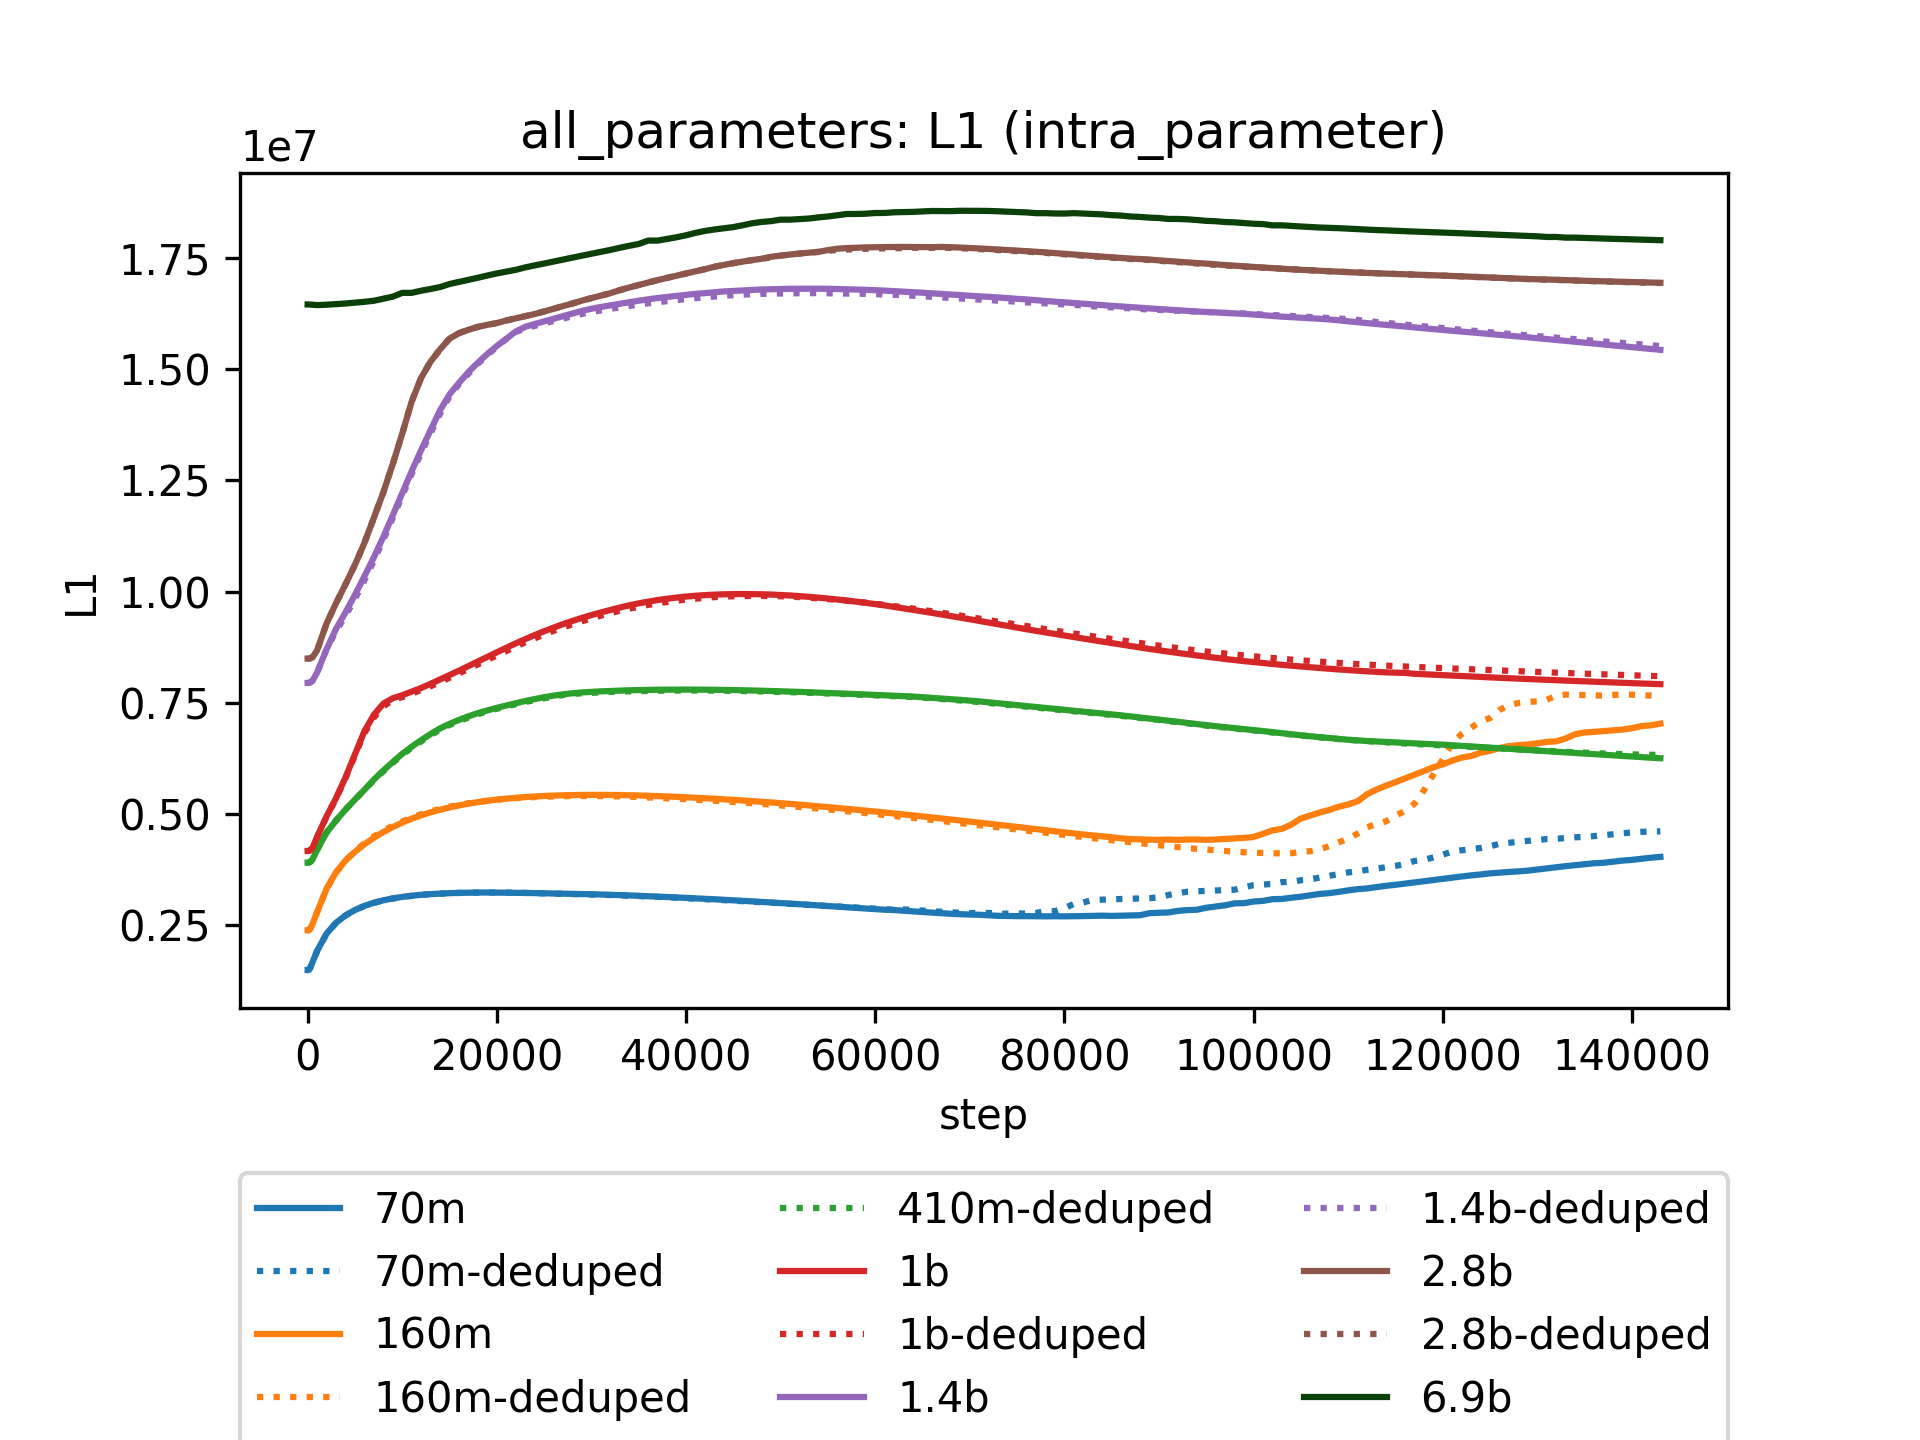 all_parameters: L1 (intra_parameter)
1e7
1.75
1.50
1.25
1.00
0.75
0.50
0.25
L1
0 20000 40000 60000 80000 100000 120000 140000
step
70m 410m-deduped 1.4b-deduped
70m-deduped 1b 2.8b
160m 1b-deduped 2.8b-deduped
160m-deduped 1.4b 6.9b